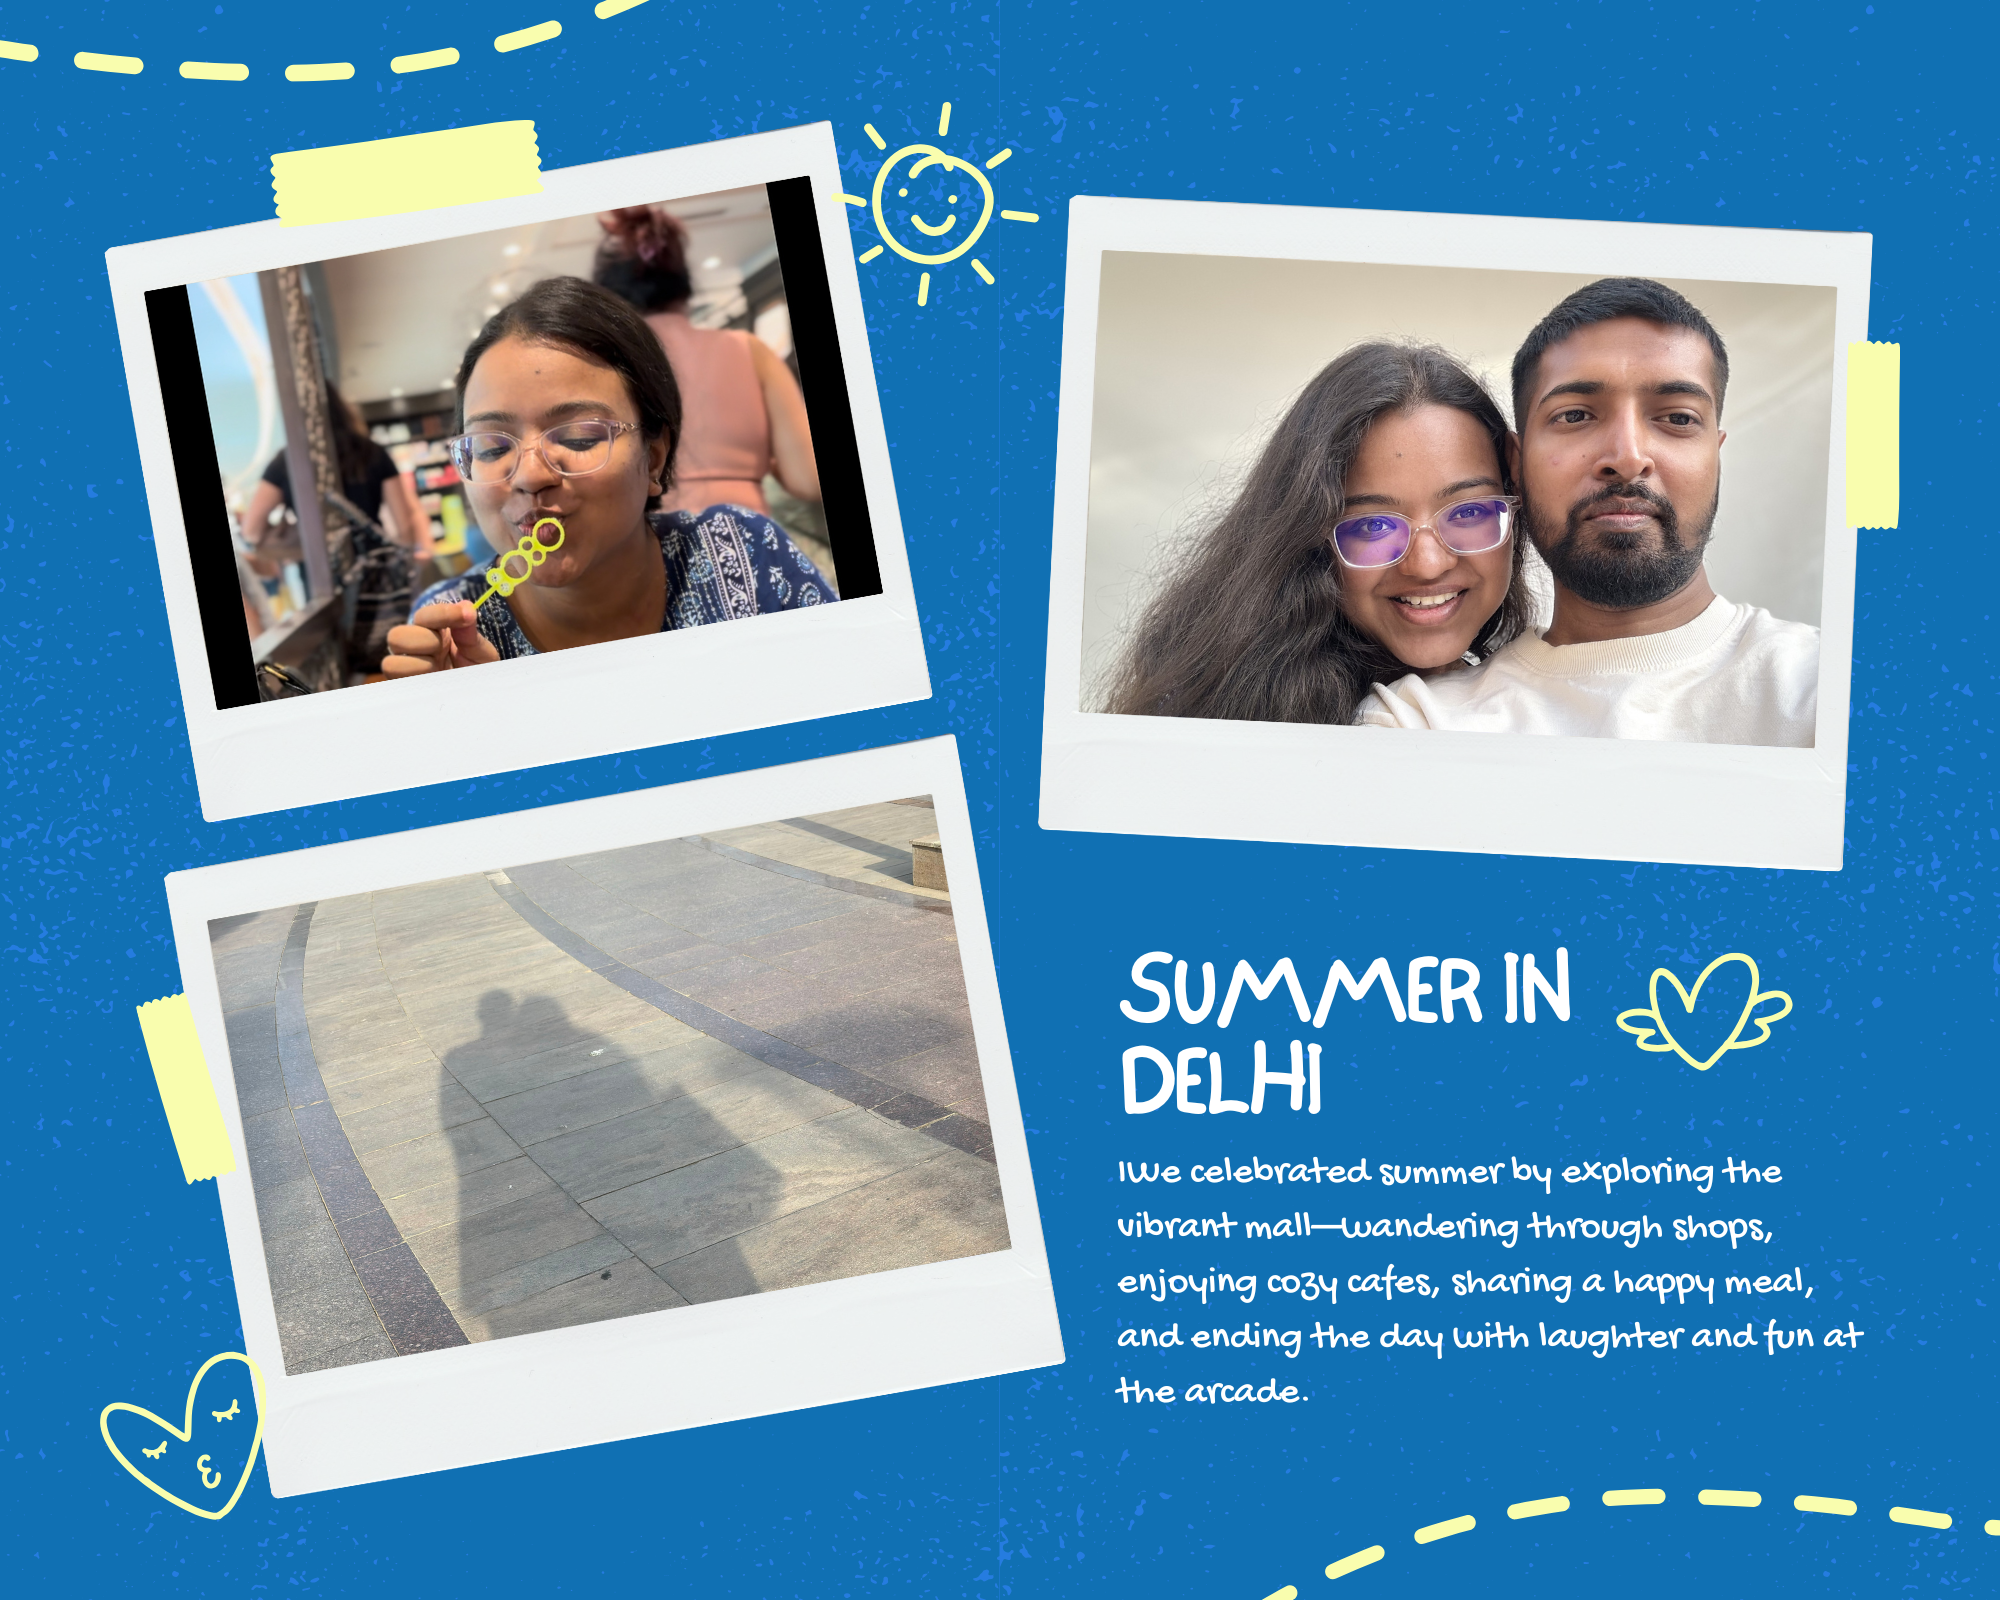 SUMMER IN
DELHI
IWe celebrated summer by exploring the
vibrant mall—wandering through shops,
enjoying cozy cafes, sharing a happy meal,
and ending the day with laughter and fun at
the arcade.